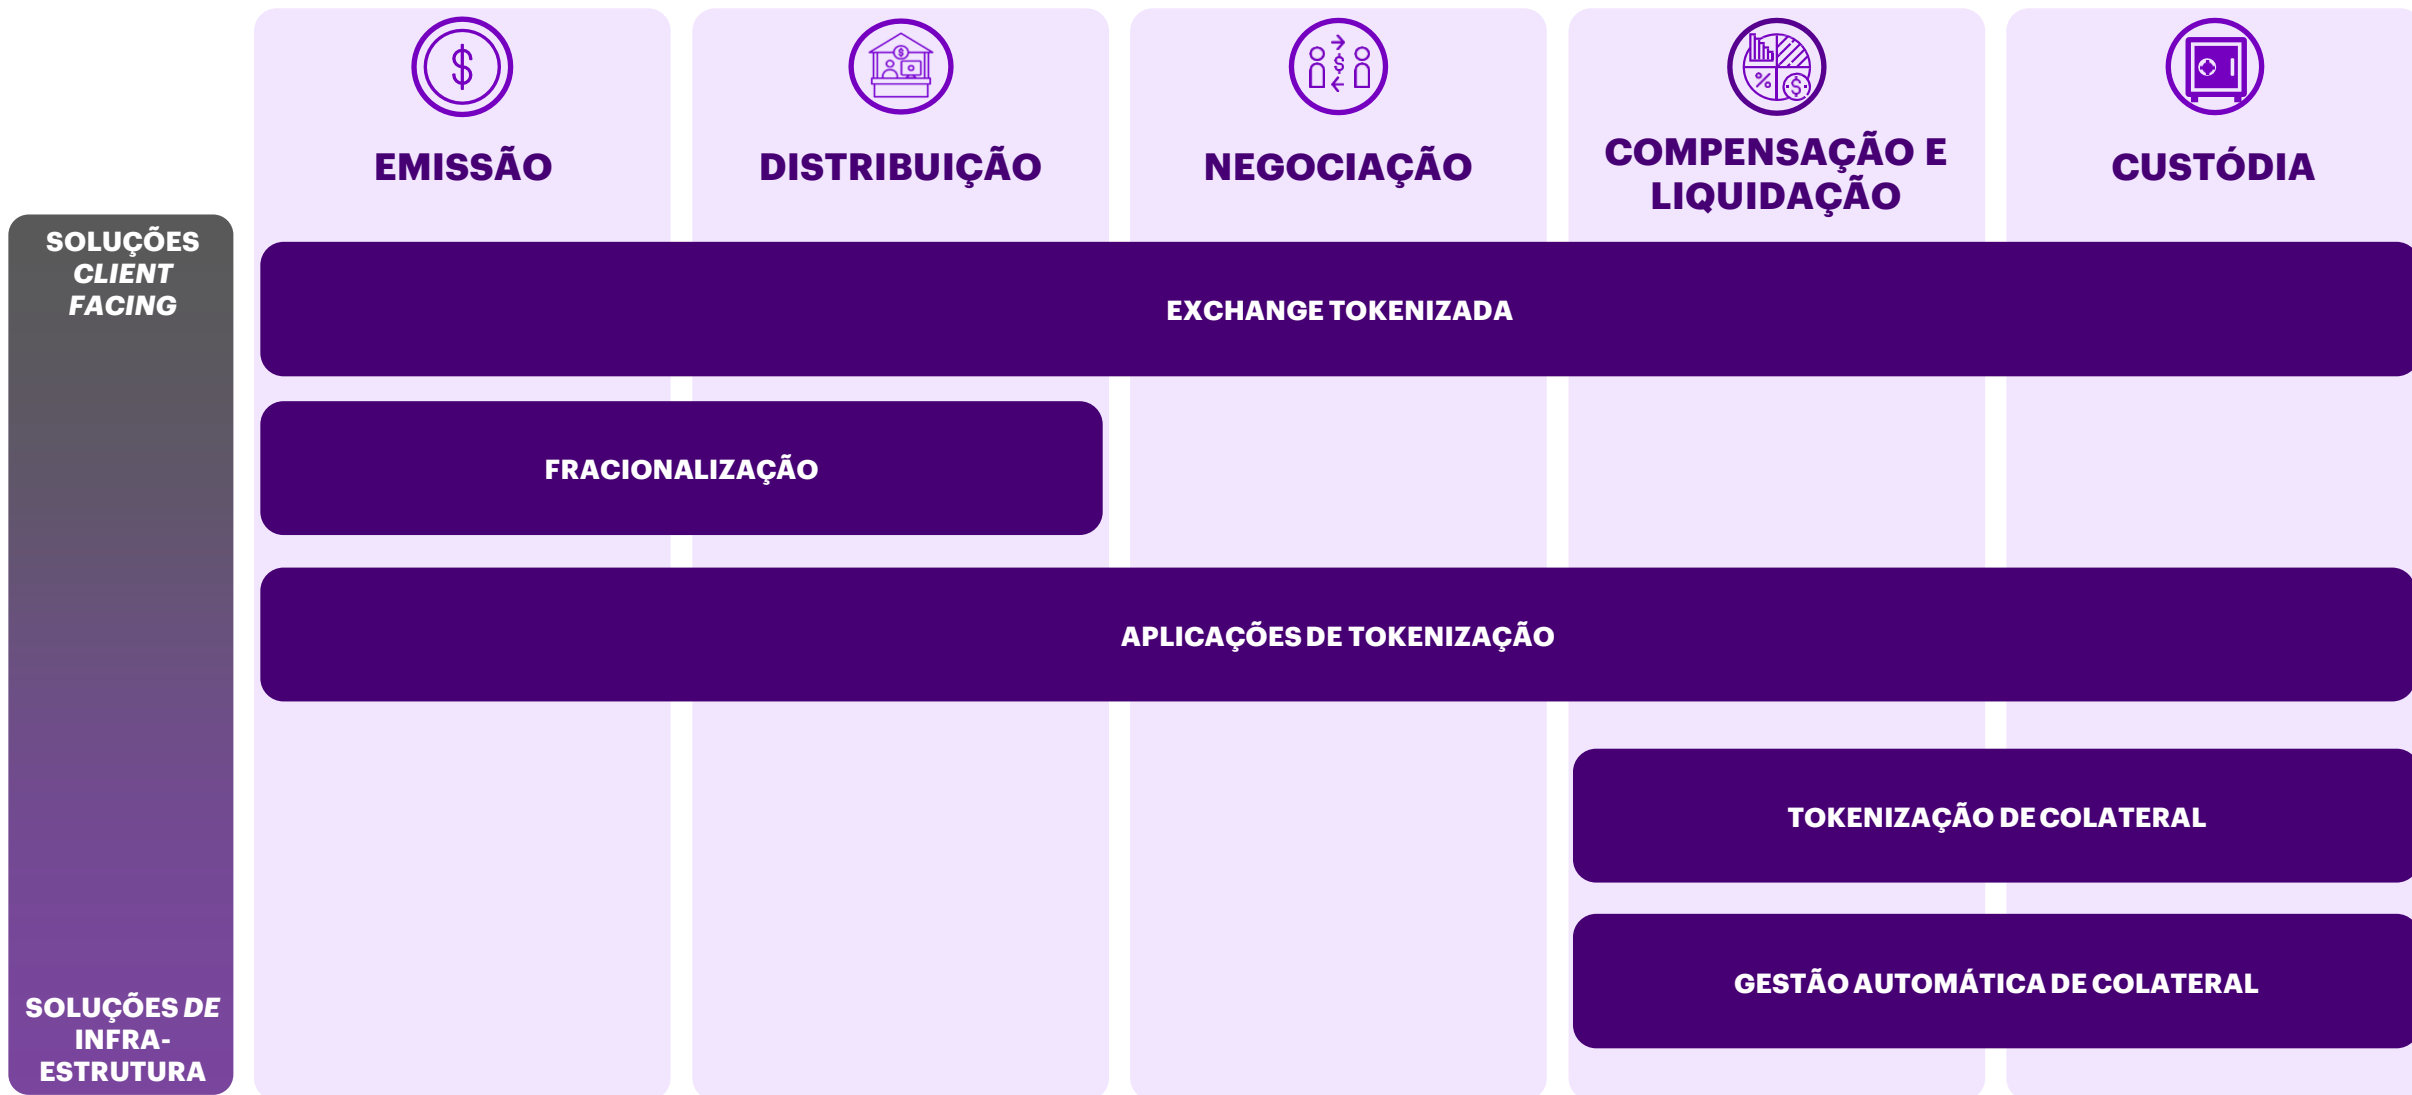 EMISSÃO
DISTRIBUIÇÃO
NEGOCIAÇÃO
COMPENSAÇÃO E
LIQUIDAÇÃO
CUSTÓDIA
SOLUÇÕES
CLIENT
FACING
EXCHANGE TOKENIZADA
FRACIONALIZAÇÃO
APLICAÇÕES DE TOKENIZAÇÃO
TOKENIZAÇÃO DE COLATERAL
GESTÃO AUTOMÁTICA DE COLATERAL
SOLUÇÕES DE
INFRA-
ESTRUTURA